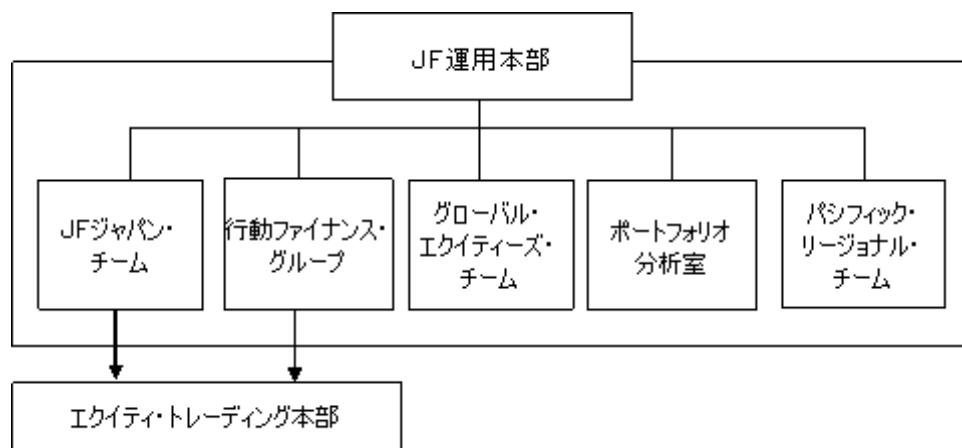 JF運用本部
JFジャパン・
チーム
行動ファイナンス・
グループ
グローバル・
エクイティーズ・
チーム
ポートフォリオ
分析室
パシフィック・
リージョナル・
チーム
エクイティ・トレーディング本部